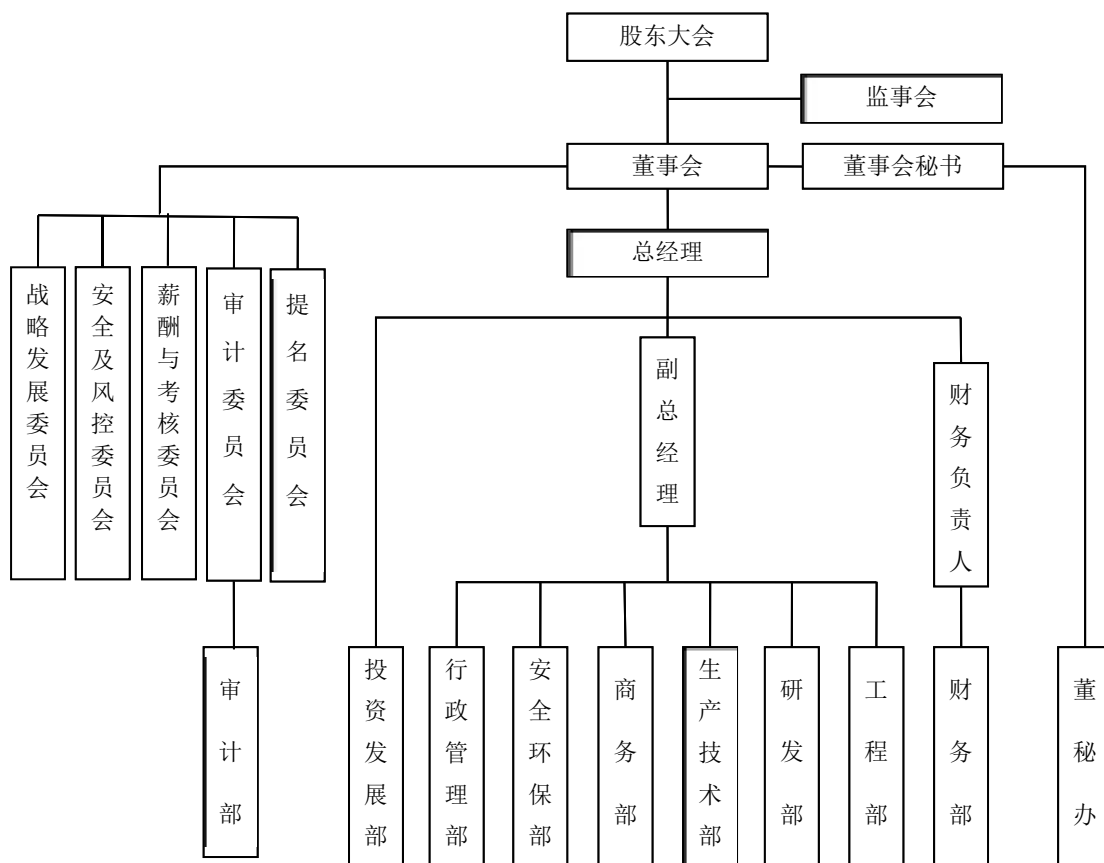 股东大会
监事会
董事会
董事会秘书
总经理
战略发展委员会
安全及风控委员会
薪酬与考核委员会
审计委员会
提名委员会
副总经理
财务负责人
审计部
投资发展部
行政管理部
安全环保部
商务部
生产技术部
研发部
工程部
财务部
董秘办